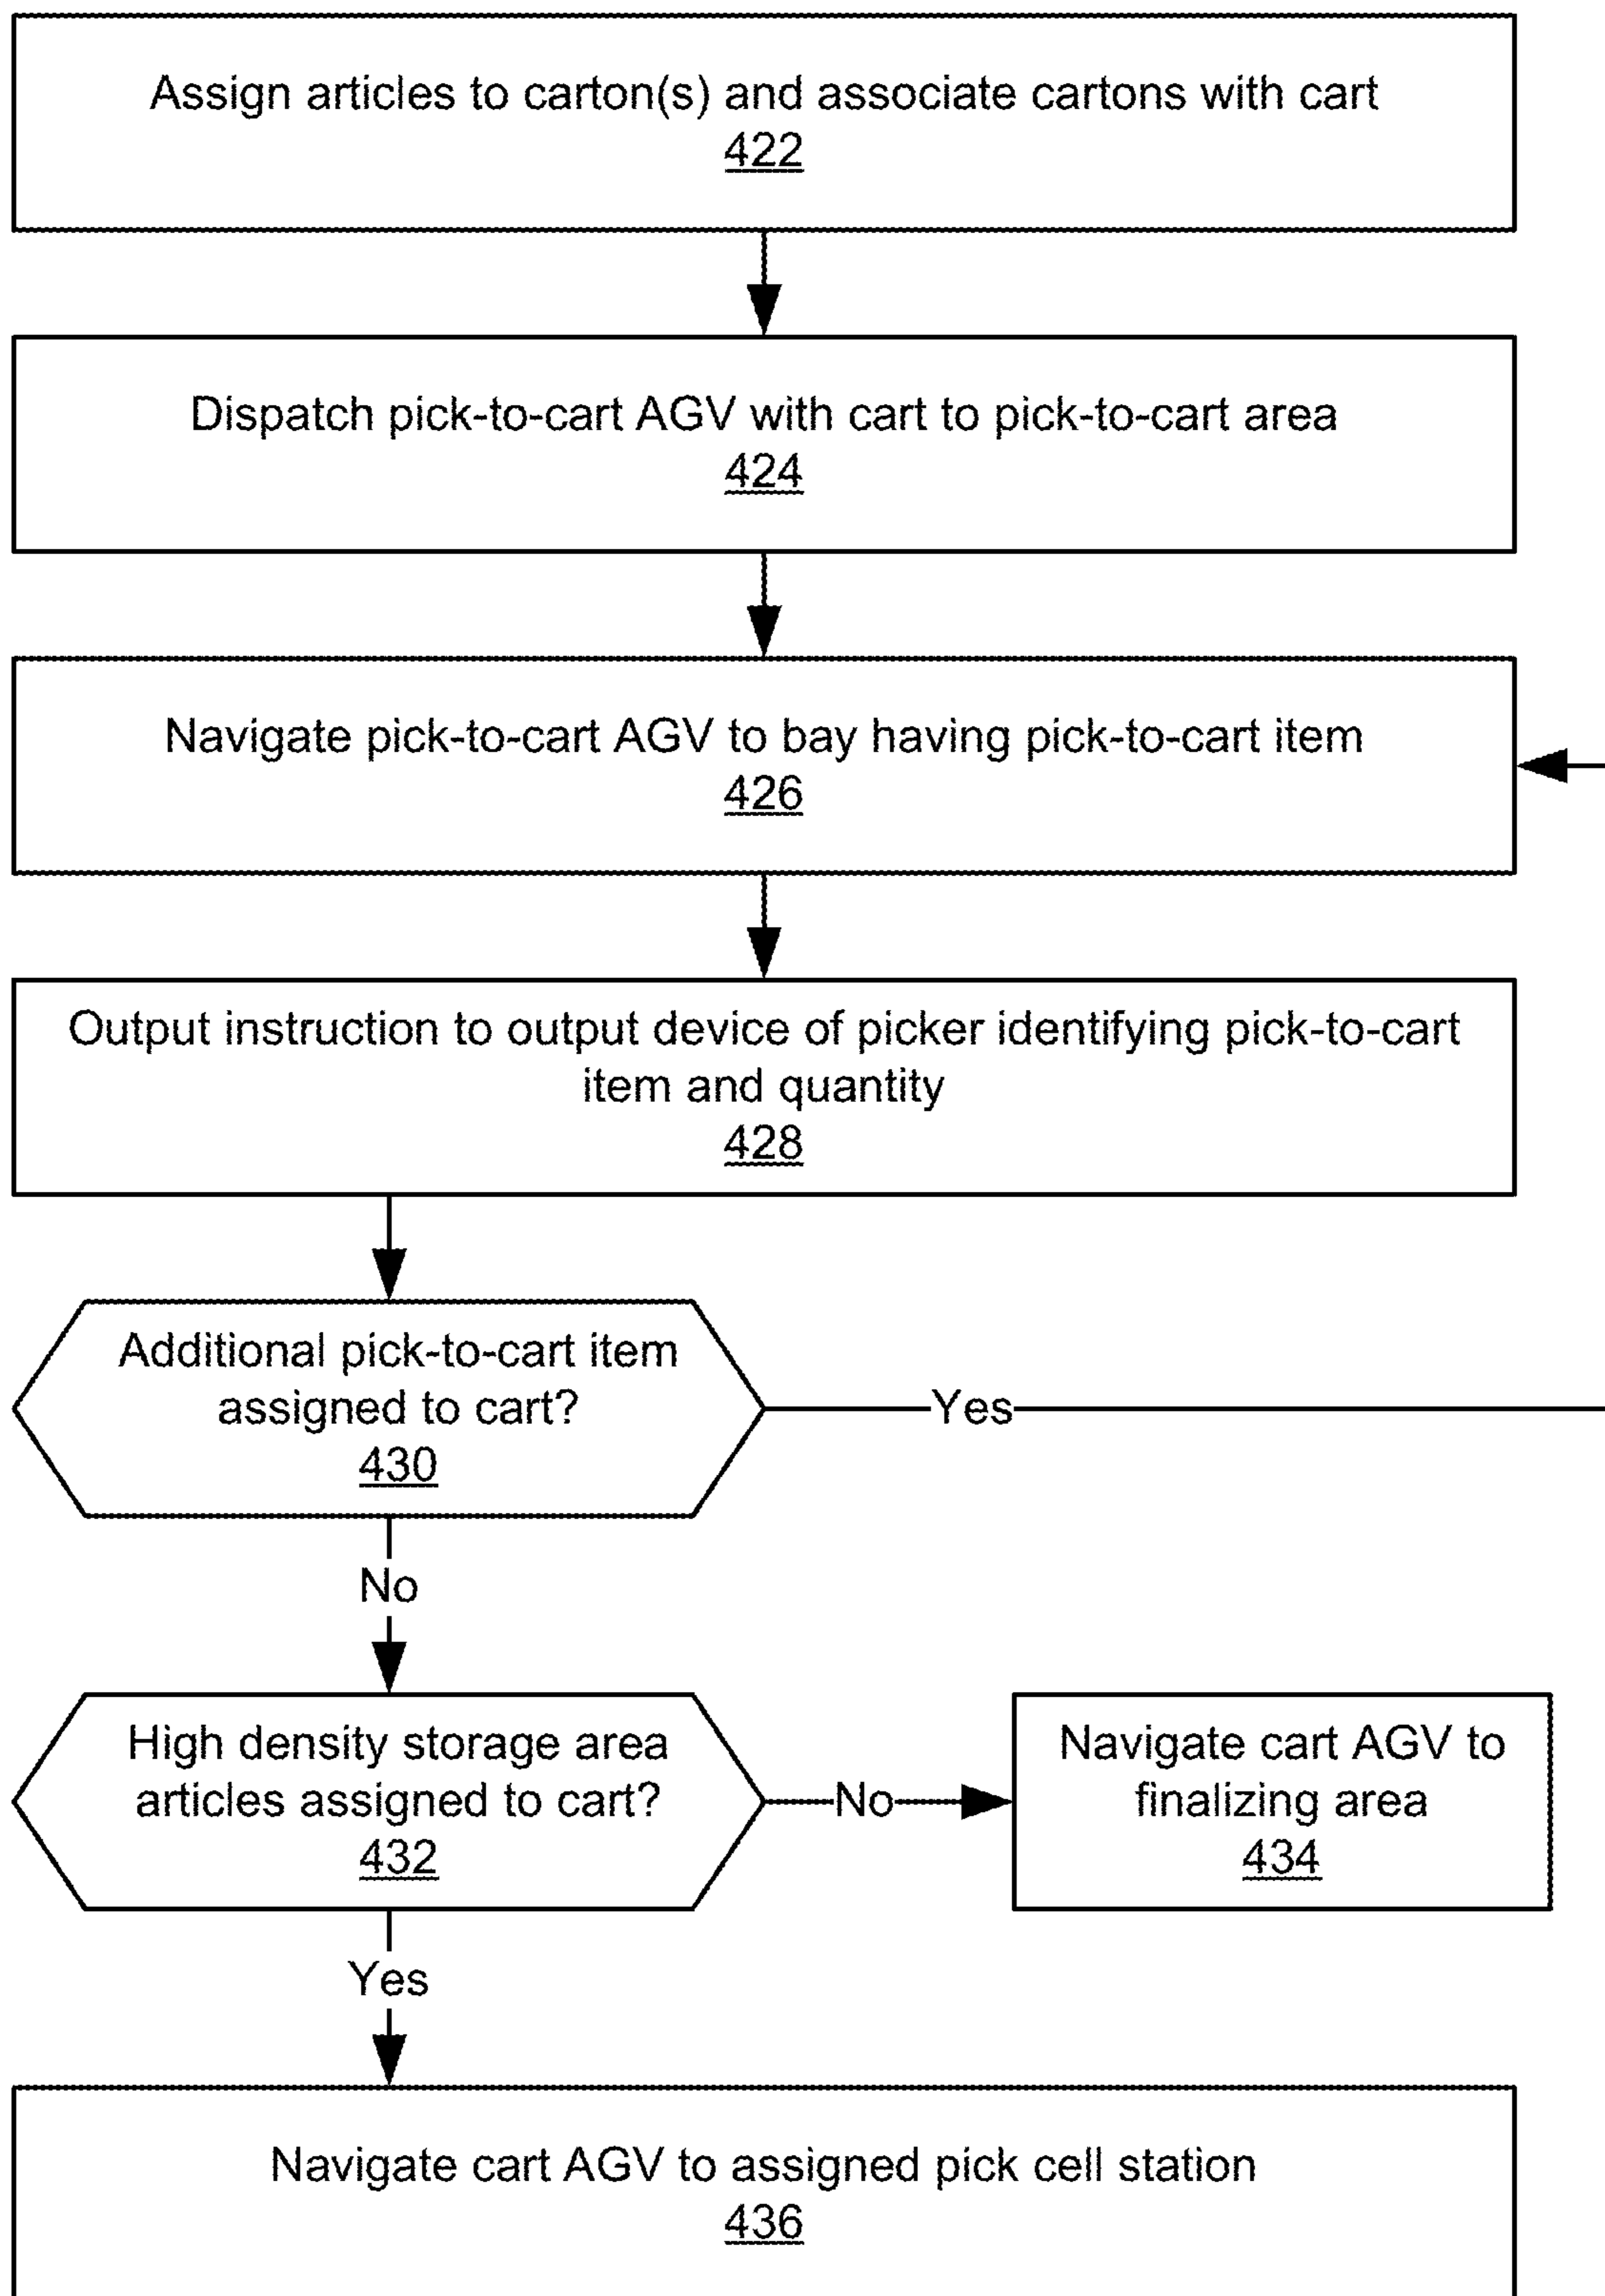 Assign articles to carton(s) and associate cartons with cart
422
Dispatch pick-to-cart AGV with cart to pick-to-cart area
424
Navigate pick-to-cart AGV to bay having pick-to-cart item
426
Output instruction to output device of picker identifying pick-to-cart
item and quantity
428
Additional pick-to-cart item
assigned to cart?
430
Yes
No
High density storage area
articles assigned to cart?
432
No
Navigate cart AGV to
finalizing area
434
Yes
Navigate cart AGV to assigned pick cell station
436